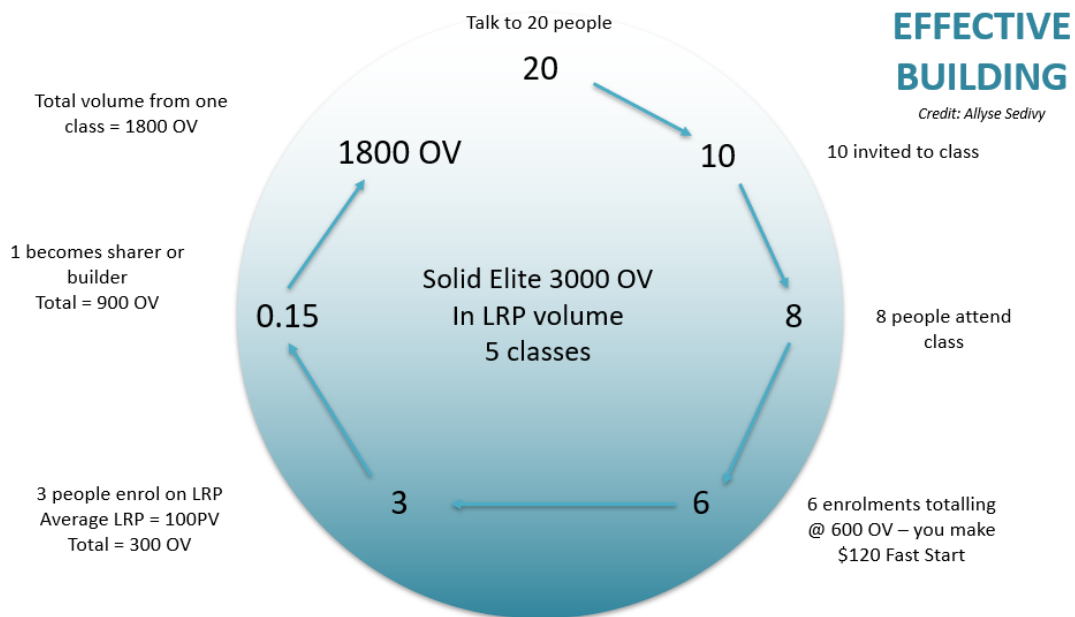 EFFECTIVE
BUILDING
Credit: Allyse Sedivy
Talk to 20 people
20
10
10 invited to class
8
8 people attend
class
6
6 enrolments totalling
@ 600 OV – you make
$120 Fast Start
3
3 people enrol on LRP
Average LRP = 100PV
Total = 300 OV
0.15
1 becomes sharer or
builder
Total = 900 OV
1800 OV
Total volume from one
class = 1800 OV
Solid Elite 3000 OV
In LRP volume
5 classes